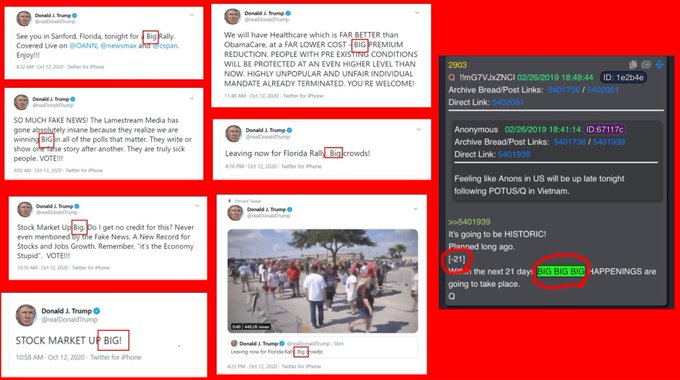 Donald J. Trump
@realDonaldTrump
See you in Sanford, Florida, tonight for a Big Rally.
Covered Live on @OANN, @newsmax and @cspan.
Enjoy!!!
8:32 AM · Oct 12, 2020 · Twitter for iPhone
Donald J. Trump
@realDonaldTrump
SO MUCH FAKE NEWS! The Lamestream Media has
gone absolutely insane because they realize we are
winning BIG in all of the polls that matter. They write or
show one false story after another. They are truly sick
people. VOTE!!!
9:02 AM · Oct 12, 2020 · Twitter for iPhone
Donald J. Trump
@realDonaldTrump
Stock Market Up Big. Do I get no credit for this? Never
even mentioned by the Fake News. A New Record for
Stocks and Jobs Growth. Remember, "it's the Economy
Stupid". VOTE!!!
10:15 AM · Oct 12, 2020 · Twitter for iPhone
Donald J. Trump
@realDonaldTrump
STOCK MARKET UP BIG!
10:58 AM · Oct 12, 2020 · Twitter for iPhone
Donald J. Trump
@realDonaldTrump
We will have Healthcare which is FAR BETTER than
ObamaCare, at a FAR LOWER COST - BIG PREMIUM
REDUCTION. PEOPLE WITH PRE EXISTING CONDITIONS
WILL BE PROTECTED AT AN EVEN HIGHER LEVEL THAN
NOW. HIGHLY UNPOPULAR AND UNFAIR INDIVIDUAL
MANDATE ALREADY TERMINATED. YOU'RE WELCOME!
11:48 AM · Oct 12, 2020 · Twitter for iPhone
Donald J. Trump
@realDonaldTrump
Leaving now for Florida Rally. Big crowds!
4:16 PM · Oct 12, 2020 · Twitter for iPhone
Pinned Tweet
Donald J. Trump
@realDonaldTrump
0:48 448.2K views
Donald J. Trump @realDonaldTrump · 56m
Leaving now for Florida Rally. Big crowds!
4:22 PM · Oct 12, 2020 · Twitter for iPhone
2903
Q !!mG7VJxZNCI 02/26/2019 18:49:44 ID: 1e2b4e
Archive Bread/Post Links: 5401736 / 5402061
Direct Link: 5402061
Anonymous 02/26/2019 18:41:14 ID:67117c
Archive Bread/Post Links: 5401736 / 5401939
Direct Link: 5401939
Feeling like Anons in US will be up late tonight
following POTUS/Q in Vietnam.
>>5401939
It's going to be HISTORIC!
Planned long ago.
[-21]
Within the next 21 days BIG BIG BIG HAPPENINGS are
going to take place.
Q